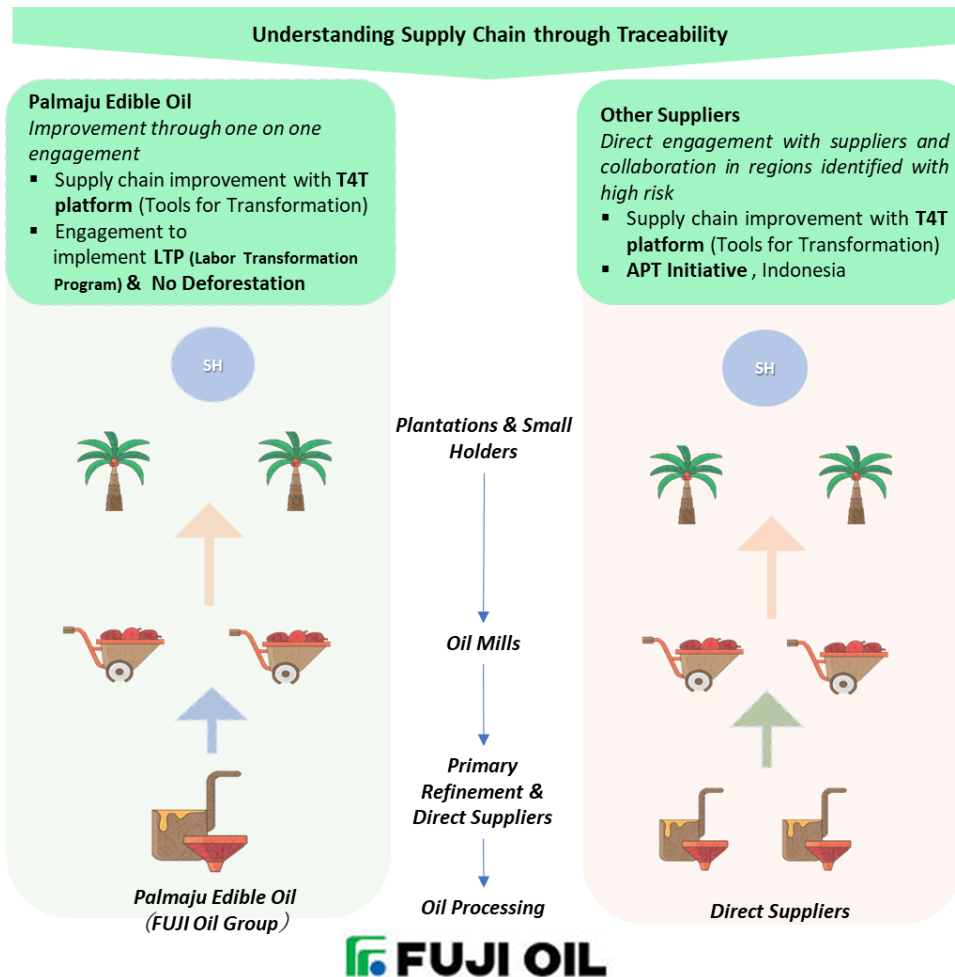 Understanding Supply Chain through Traceability
Palmaju Edible Oil
Improvement through one on one
engagement
▪ Supply chain improvement with T4T
platform (Tools for Transformation)
▪ Engagement to
implement LTP (Labor Transformation
Program) & No Deforestation
Other Suppliers
Direct engagement with suppliers and
collaboration in regions identified with
high risk
▪ Supply chain improvement with T4T
platform (Tools for Transformation)
▪ APT Initiative , Indonesia
SH
SH
Plantations & Small
Holders
Oil Mills
Primary
Refinement &
Direct Suppliers
Oil Processing
Palmaju Edible Oil
(FUJI Oil Group)
Direct Suppliers
FUJI OIL